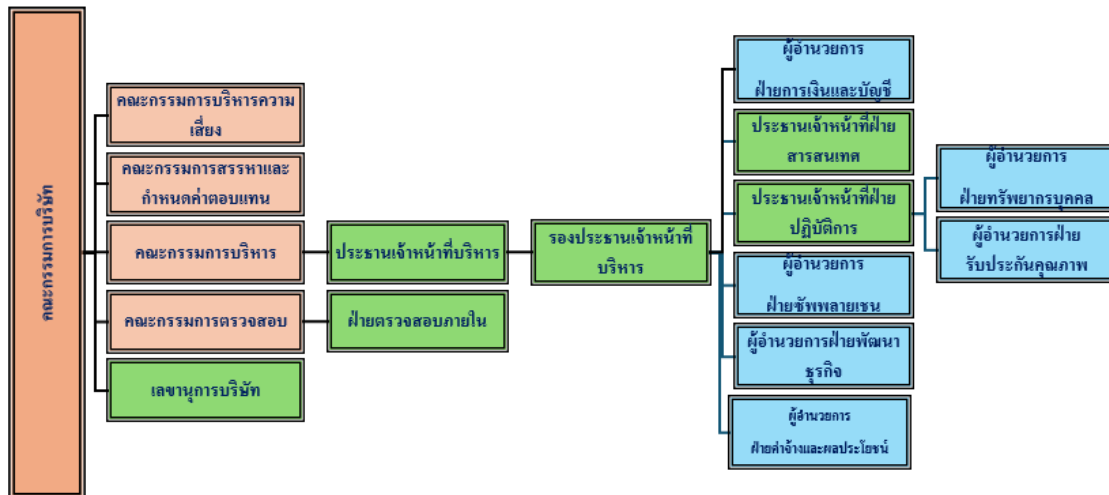 คณะกรรมการบริษัท
คณะกรรมการบริหารความ
เสี่ยง
คณะกรรมการสรรหาและ
กำหนดค่าตอบแทน
คณะกรรมการบริหาร
คณะกรรมการตรวจสอบ
เลขานุการบริษัท
ประธานเจ้าหน้าที่บริหาร
ฝ่ายตรวจสอบภายใน
รองประธานเจ้าหน้าที่
บริหาร
ผู้อำนวยการ
ฝ่ายการเงินและบัญชี
ประธานเจ้าหน้าที่ฝ่าย
สารสนเทศ
ประธานเจ้าหน้าที่ฝ่าย
ปฏิบัติการ
ผู้อำนวยการ
ฝ่ายซัพพลายเชน
ผู้อำนวยการฝ่ายพัฒนา
ธุรกิจ
ผู้อำนวยการ
ฝ่ายค่าจ้างและผลประโยชน์
ผู้อำนวยการ
ฝ่ายทรัพยากรบุคคล
ผู้อำนวยการฝ่าย
รับประกันคุณภาพ